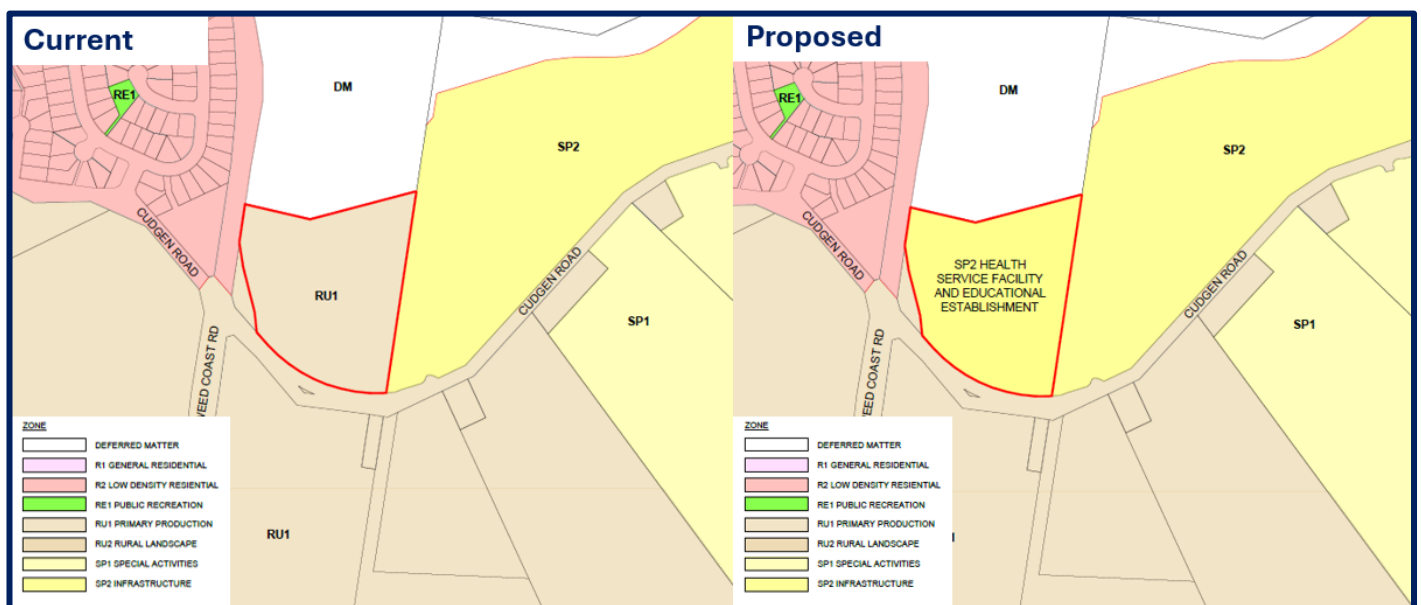 Current
RE1
DM
SP2
CUDGEN ROAD
RU1
CUDGEN ROAD
SP1
WEED COAST RD
RU1
ZONE
DEFERRED MATTER
R1 GENERAL RESIDENTIAL
R2 LOW DENSITY RESIDENTIAL
RE1 PUBLIC RECREATION
RU1 PRIMARY PRODUCTION
RU2 RURAL LANDSCAPE
SP1 SPECIAL ACTIVITIES
SP2 INFRASTRUCTURE
Proposed
RE1
DM
SP2
CUDGEN ROAD
SP2 HEALTH
SERVICE FACILITY
AND EDUCATIONAL
ESTABLISHMENT
CUDGEN ROAD
SP1
ZONE
DEFERRED MATTER
R1 GENERAL RESIDENTIAL
R2 LOW DENSITY RESIDENTIAL
RE1 PUBLIC RECREATION
RU1 PRIMARY PRODUCTION
RU2 RURAL LANDSCAPE
SP1 SPECIAL ACTIVITIES
SP2 INFRASTRUCTURE